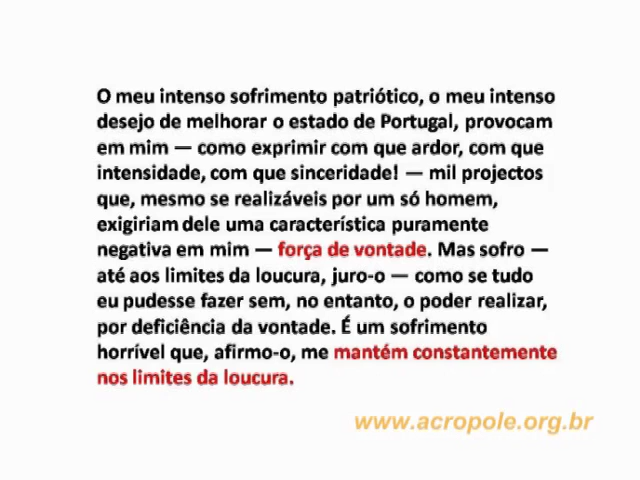 O meu intenso sofrimento patriótico, o meu intenso
desejo de melhorar o estado de Portugal, provocam
em mim — como exprimir com que ardor, com que
intensidade, com que sinceridade! — mil projectos
que, mesmo se realizáveis por um só homem,
exigiriam dele uma característica puramente
negativa em mim — força de vontade. Mas sofro —
até aos limites da loucura, juro-o — como se tudo
eu pudesse fazer sem, no entanto, o poder realizar,
por deficiência da vontade. É um sofrimento
horrível que, afirmo-o, me mantém constantemente
nos limites da loucura.
www.acropole.org.br